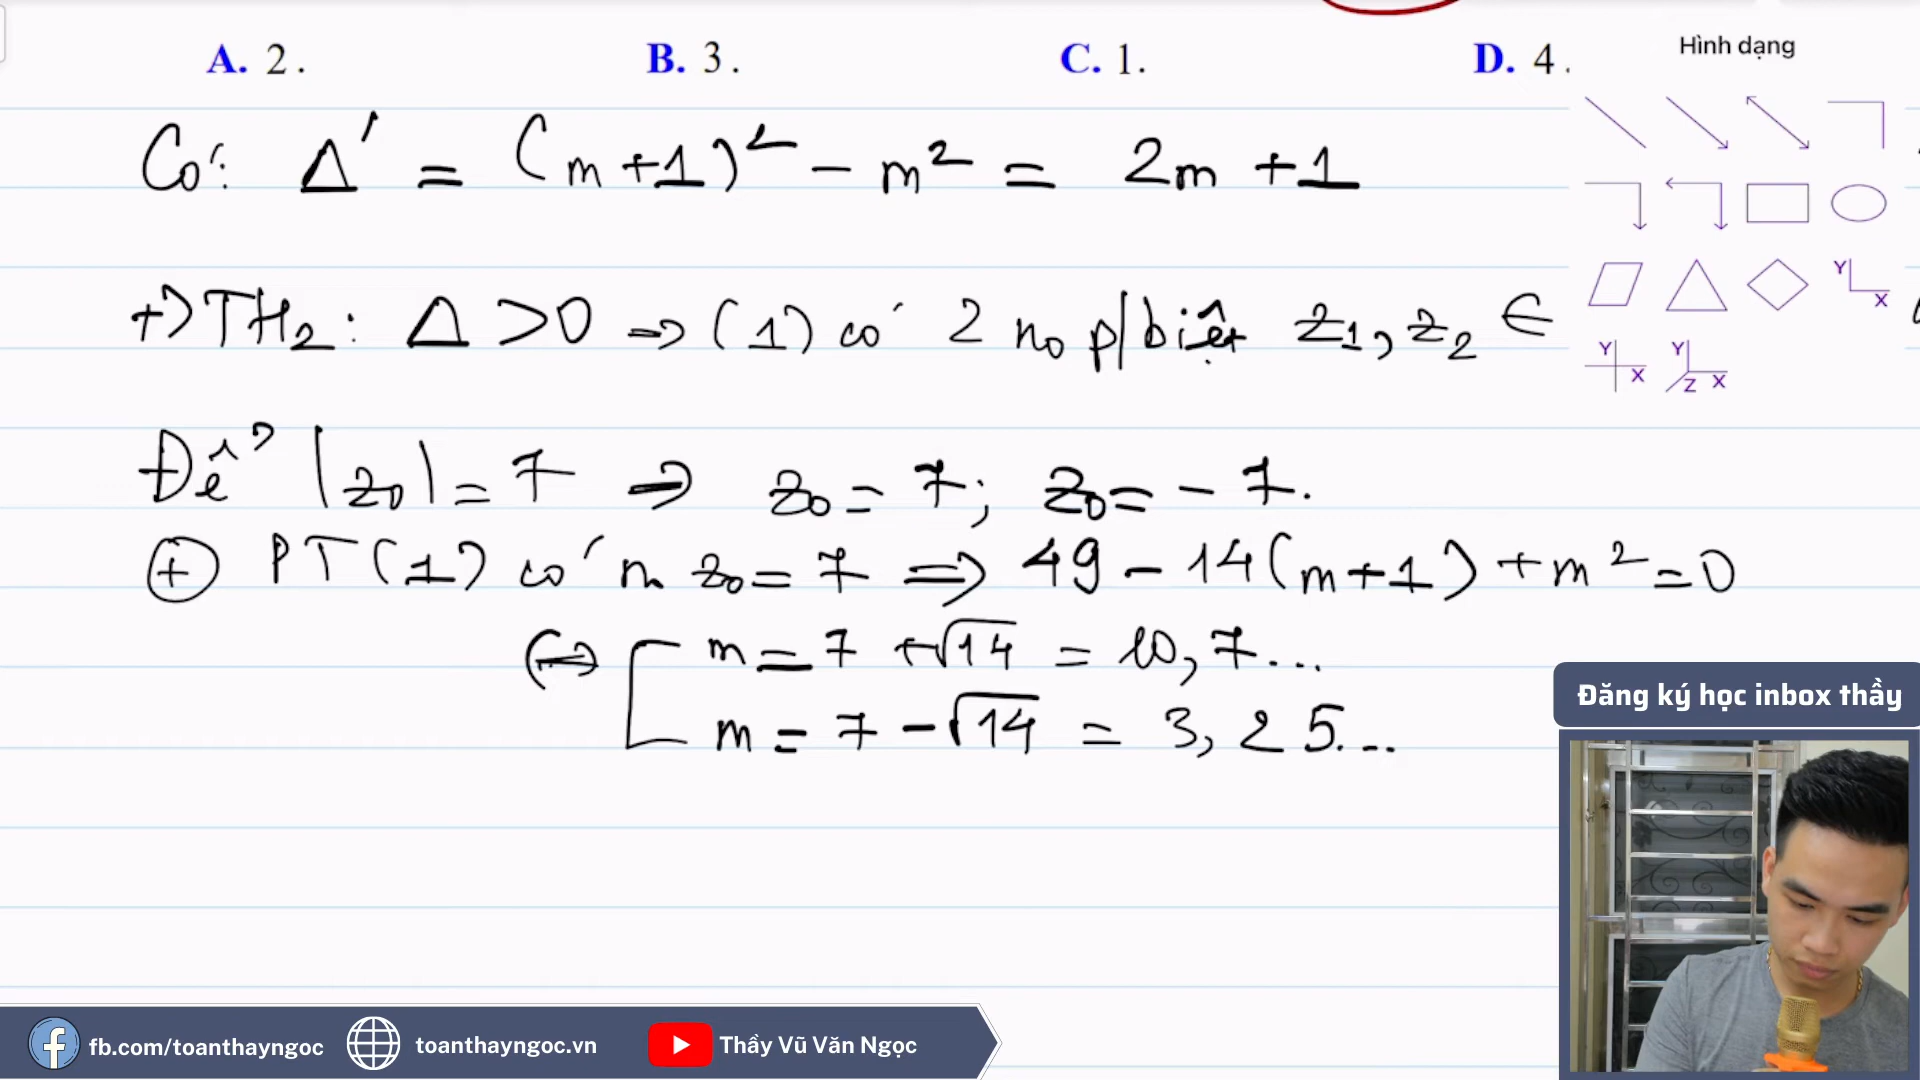 A. 2. B. 3. C. 1. D. 4.
Hình dạng
Có: Δ' = (m+1)² - m² = 2m + 1
+) TH2: Δ > 0 => (1) có 2 no p/biệt z1, z2 ∈
Để |z0| = 7 => z0 = 7; z0 = -7.
⊕ PT(1) có n z0 = 7 => 49 - 14(m+1) + m² = 0
<=> [ m = 7 + √14 = 10,7...
m = 7 - √14 = 3,25...
Y X
Y X
Y Z X
Đăng ký học inbox thầy
fb.com/toanthayngoc
toanthayngoc.vn
Thầy Vũ Văn Ngọc